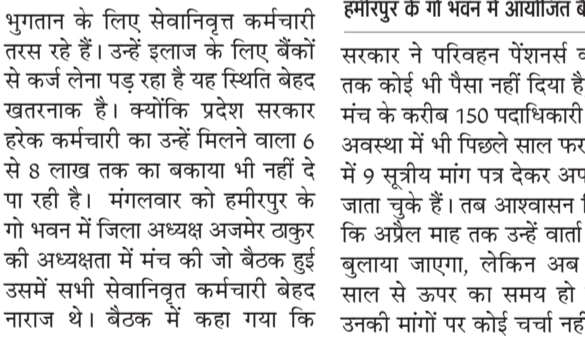 भुगतान के लिए सेवानिवृत्त कर्मचारी
तरस रहे हैं। उन्हें इलाज के लिए बैंकों
से कर्ज लेना पड़ रहा है यह स्थिति बेहद
खतरनाक है। क्योंकि प्रदेश सरकार
हरेक कर्मचारी का उन्हें मिलने वाला 6
से 8 लाख तक का बकाया भी नहीं दे
पा रही है। मंगलवार को हमीरपुर के
गो भवन में जिला अध्यक्ष अजमेर ठाकुर
की अध्यक्षता में मंच की जो बैठक हुई
उसमें सभी सेवानिवृत कर्मचारी बेहद
नाराज थे। बैठक में कहा गया कि
हमीरपुर के गो भवन में आयोजित
सरकार ने परिवहन पेंशनर्स
तक कोई भी पैसा नहीं दिया है
मंच के करीब 150 पदाधिकारी
अवस्था में भी पिछले साल
में 9 सूत्रीय मांग पत्र देकर
जाता चुके हैं। तब आश्वासन
कि अप्रैल माह तक उन्हें वार्ता
बुलाया जाएगा, लेकिन अब
साल से ऊपर का समय हो
उनकी मांगों पर कोई चर्चा